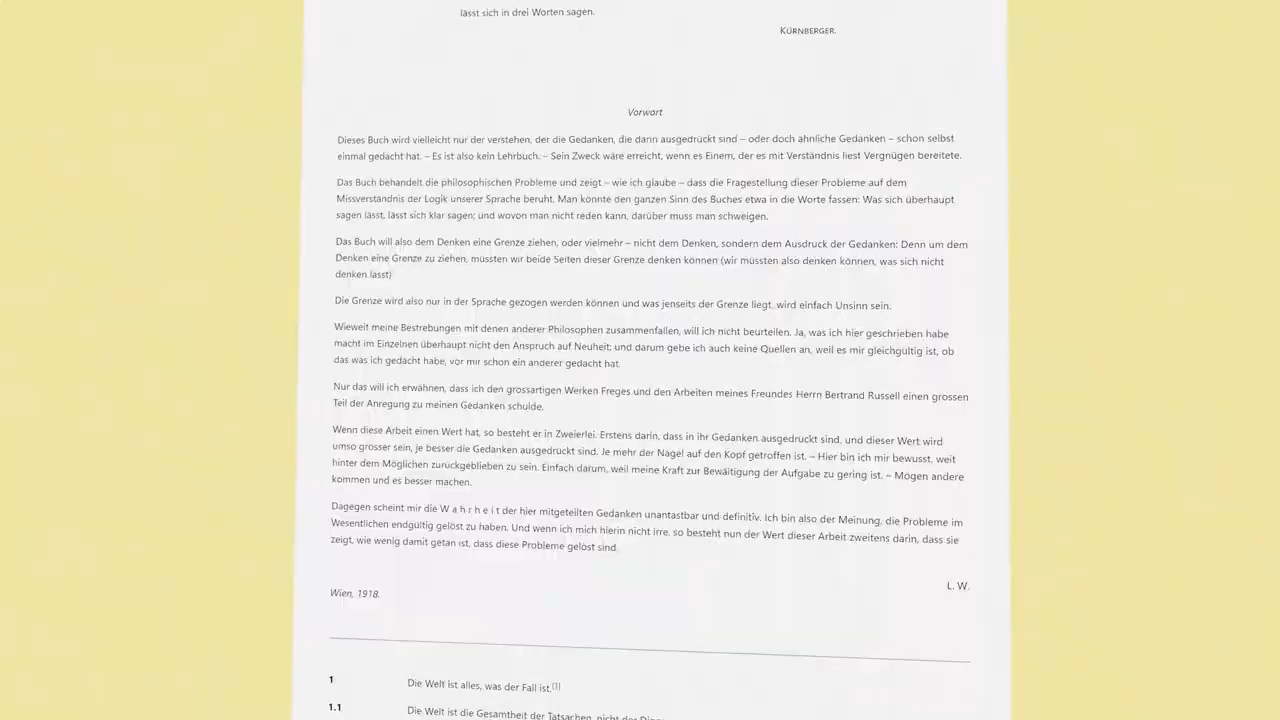 lässt sich in drei Worten sagen.
KÜRNBERGER.
Vorwort
Dieses Buch wird vielleicht nur der verstehen, der die Gedanken, die darin ausgedrückt sind – oder doch ähnliche Gedanken – schon selbst
einmal gedacht hat. – Es ist also kein Lehrbuch. – Sein Zweck wäre erreicht, wenn es Einem, der es mit Verständnis liest Vergnügen bereitete.
Das Buch behandelt die philosophischen Probleme und zeigt – wie ich glaube – dass die Fragestellung dieser Probleme auf dem
Missverständnis der Logik unserer Sprache beruht. Man könnte den ganzen Sinn des Buches etwa in die Worte fassen: Was sich überhaupt
sagen lässt, lässt sich klar sagen; und wovon man nicht reden kann, darüber muss man schweigen.
Das Buch will also dem Denken eine Grenze ziehen, oder vielmehr – nicht dem Denken, sondern dem Ausdruck der Gedanken: Denn um dem
Denken eine Grenze zu ziehen, müssten wir beide Seiten dieser Grenze denken können (wir müssten also denken können, was sich nicht
denken lässt)
Die Grenze wird also nur in der Sprache gezogen werden können und was jenseits der Grenze liegt, wird einfach Unsinn sein.
Wieweit meine Bestrebungen mit denen anderer Philosophen zusammenfallen, will ich nicht beurteilen. Ja, was ich hier geschrieben habe
macht im Einzelnen überhaupt nicht den Anspruch auf Neuheit; und darum gebe ich auch keine Quellen an, weil es mir gleichgültig ist, ob
das was ich gedacht habe, vor mir schon ein anderer gedacht hat.
Nur das will ich erwähnen, dass ich den grossartigen Werken Freges und den Arbeiten meines Freundes Herrn Bertrand Russell einen grossen
Teil der Anregung zu meinen Gedanken schulde.
Wenn diese Arbeit einen Wert hat, so besteht er in Zweierlei. Erstens darin, dass in ihr Gedanken ausgedrückt sind, und dieser Wert wird
umso grösser sein, je besser die Gedanken ausgedrückt sind. Je mehr der Nagel auf den Kopf getroffen ist. – Hier bin ich mir bewusst, weit
hinter dem Möglichen zurückgeblieben zu sein. Einfach darum, weil meine Kraft zur Bewältigung der Aufgabe zu gering ist. – Mögen andere
kommen und es besser machen.
Dagegen scheint mir die W a h r h e i t der hier mitgeteilten Gedanken unantastbar und definitiv. Ich bin also der Meinung, die Probleme im
Wesentlichen endgültig gelöst zu haben. Und wenn ich mich hierin nicht irre, so besteht nun der Wert dieser Arbeit zweitens darin, dass sie
zeigt, wie wenig damit getan ist, dass diese Probleme gelöst sind.
L. W.
Wien, 1918.
1 Die Welt ist alles, was der Fall ist.[1]
1.1 Die Welt ist die Gesamtheit der Tatsachen, nicht der